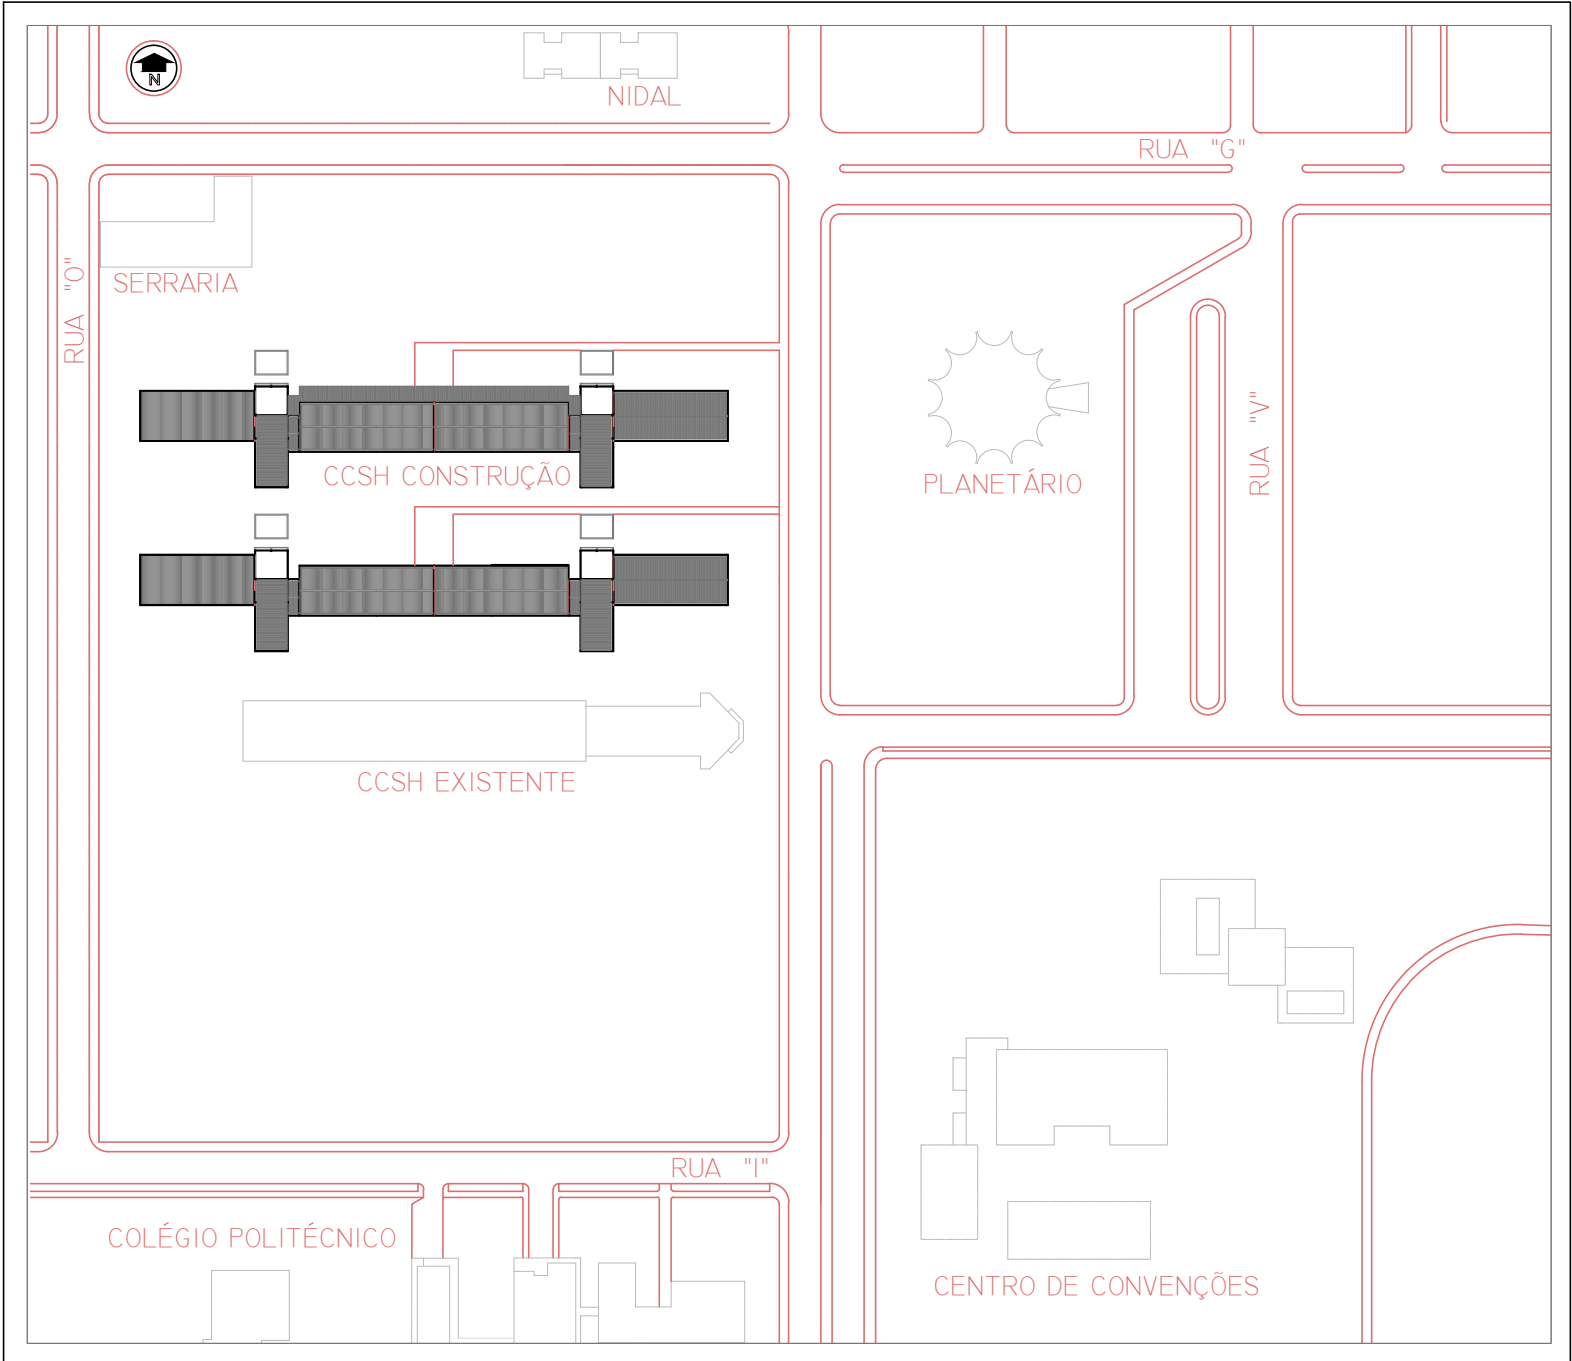 N
NIDAL
RUA "G"
RUA "O"
SERRARIA
CCSH CONSTRUÇÃO
PLANETÁRIO
RUA "V"
CCSH EXISTENTE
RUA "I"
COLÉGIO POLITÉCNICO
CENTRO DE CONVENÇÕES